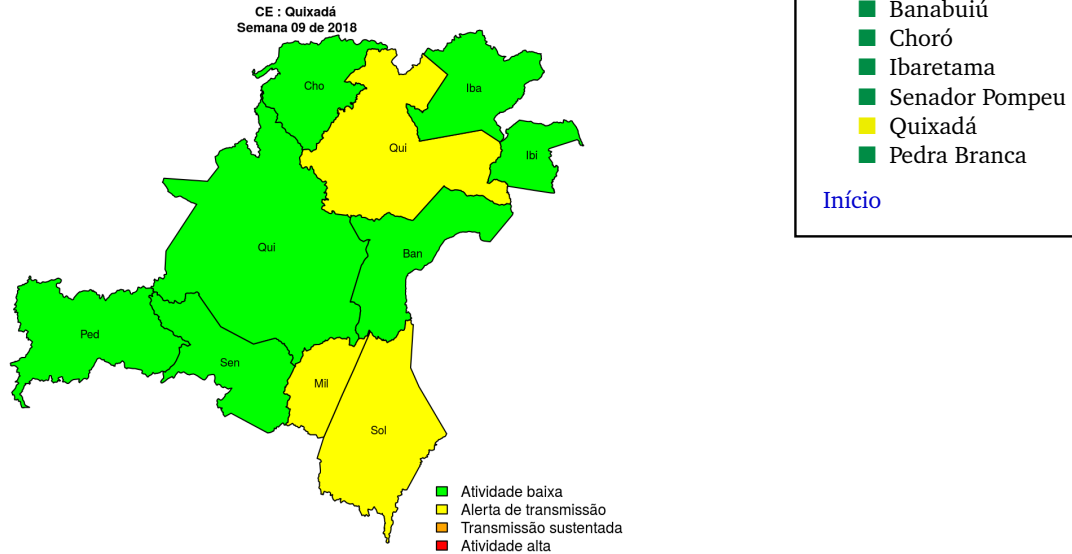 CE : Quixadá
Semana 09 de 2018
Cho
Iba
Qui
Ibi
Qui
Ban
Ped
Sen
Mil
Sol
Atividade baixa
Alerta de transmissão
Transmissão sustentada
Atividade alta
Banabuiú
Choró
Ibaretama
Senador Pompeu
Quixadá
Pedra Branca
Início